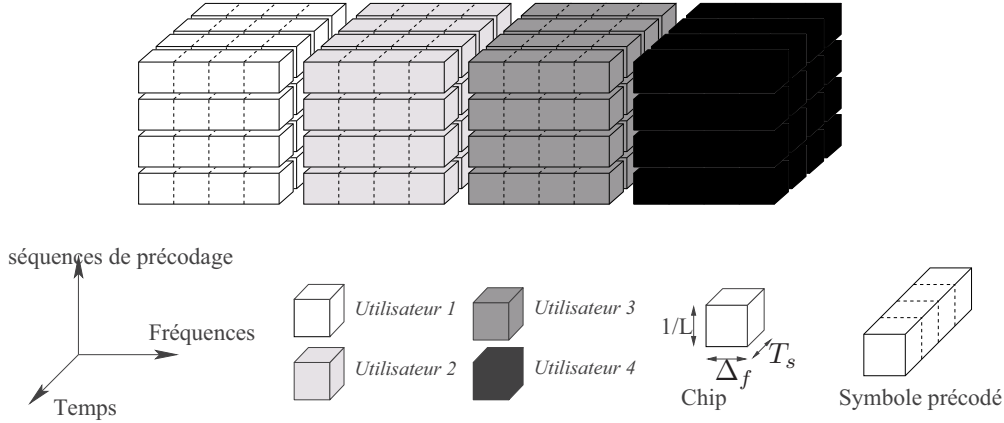 séquences de précodage
Fréquences
Temps
Utilisateur 1
Utilisateur 2
Utilisateur 3
Utilisateur 4
1/L
Δf
Ts
Chip
Symbole précodé